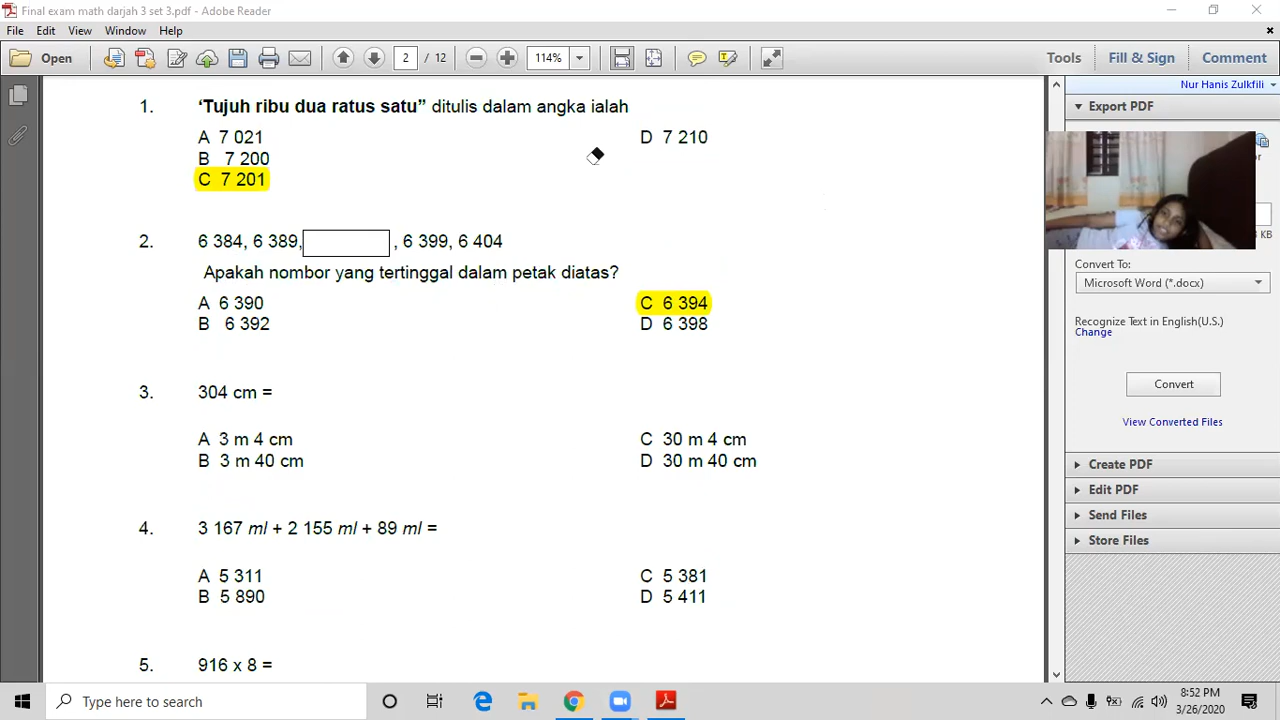 Final exam math darjah 3 set 3.pdf - Adobe Reader
File Edit View Window Help
Open 2 / 12 114% Tools Fill & Sign Comment
Nur Hanis Zulkfili
Export PDF
Convert To:
Microsoft Word (*.docx)
Recognize Text in English(U.S.)
Change
Convert
View Converted Files
Create PDF
Edit PDF
Send Files
Store Files
1. ‘Tujuh ribu dua ratus satu” ditulis dalam angka ialah
A 7 021 D 7 210
B 7 200
C 7 201
2. 6 384, 6 389, , 6 399, 6 404
Apakah nombor yang tertinggal dalam petak diatas?
A 6 390 C 6 394
B 6 392 D 6 398
3. 304 cm =
A 3 m 4 cm C 30 m 4 cm
B 3 m 40 cm D 30 m 40 cm
4. 3 167 ml + 2 155 ml + 89 ml =
A 5 311 C 5 381
B 5 890 D 5 411
5. 916 x 8 =
Type here to search
8:52 PM
3/26/2020